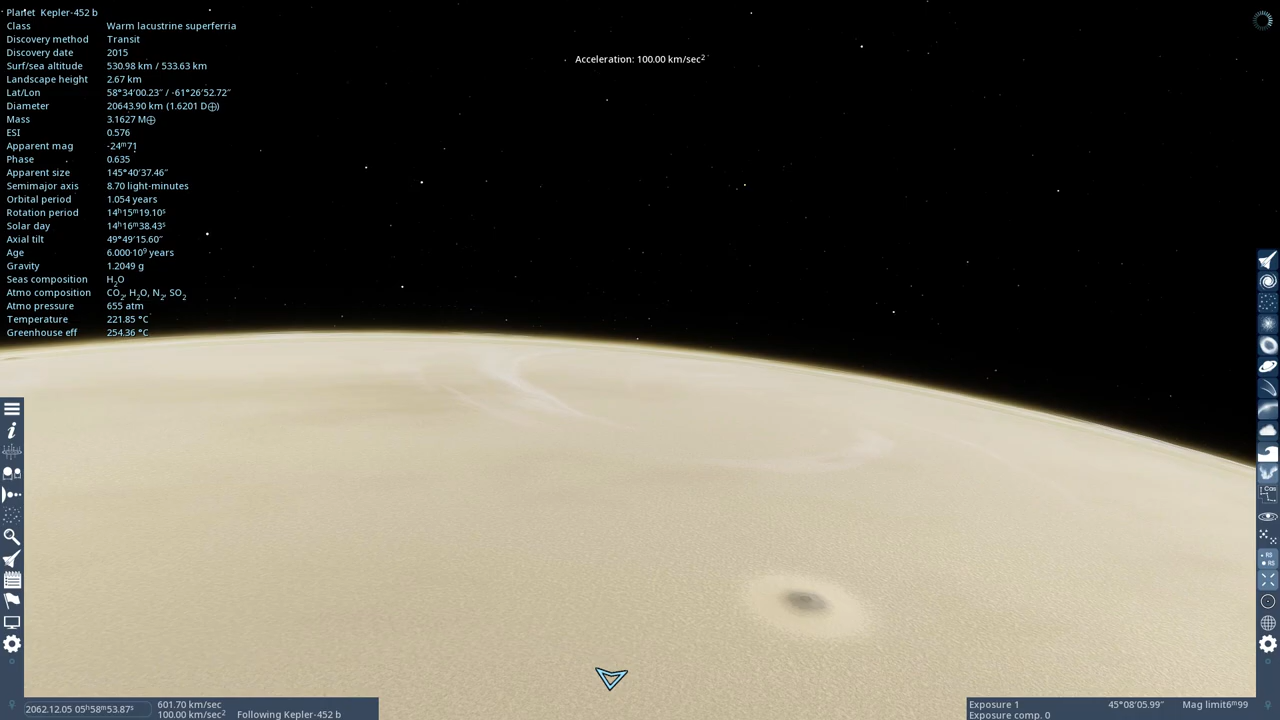 Planet Kepler-452 b
Class Warm lacustrine superferria
Discovery method Transit
Discovery date 2015
Surf/sea altitude 530.98 km / 533.63 km
Landscape height 2.67 km
Lat/Lon 58°34′00.23″ / -61°26′52.72″
Diameter 20643.90 km (1.6201 D⊕)
Mass 3.1627 M⊕
ESI 0.576
Apparent mag -24ᵐ71
Phase 0.635
Apparent size 145°40′37.46″
Semimajor axis 8.70 light-minutes
Orbital period 1.054 years
Rotation period 14ʰ15ᵐ19.10ˢ
Solar day 14ʰ16ᵐ38.43ˢ
Axial tilt 49°49′15.60″
Age 6.000·10⁹ years
Gravity 1.2049 g
Seas composition H₂O
Atmo composition CO₂, H₂O, N₂, SO₂
Atmo pressure 655 atm
Temperature 221.85 °C
Greenhouse eff 254.36 °C
Acceleration: 100.00 km/sec²
2062.12.05 05ʰ58ᵐ53.87ˢ
601.70 km/sec
100.00 km/sec² Following Kepler-452 b
Exposure 1 45°08′05.99″ Mag limit6ᵐ99
Exposure comp. 0